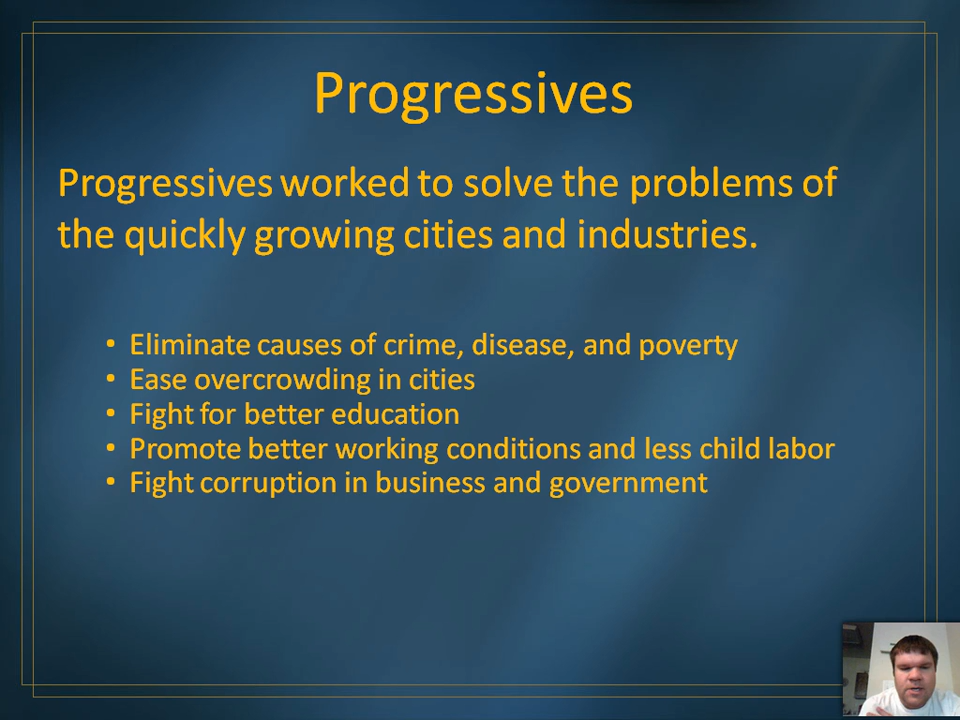 Progressives
Progressives worked to solve the problems of
the quickly growing cities and industries.
• Eliminate causes of crime, disease, and poverty
• Ease overcrowding in cities
• Fight for better education
• Promote better working conditions and less child labor
• Fight corruption in business and government